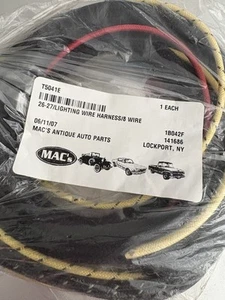 T5041E 1 EACH
26-27/LIGHTING WIRE HARNESS/8 WIRE
06/11/07 18042F
MAC'S ANTIQUE AUTO PARTS 141686
LOCKPORT, NY
MAC's